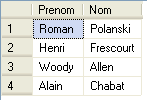 Prenom Nom
1 Roman Polanski
2 Henri Frescourt
3 Woody Allen
4 Alain Chabat